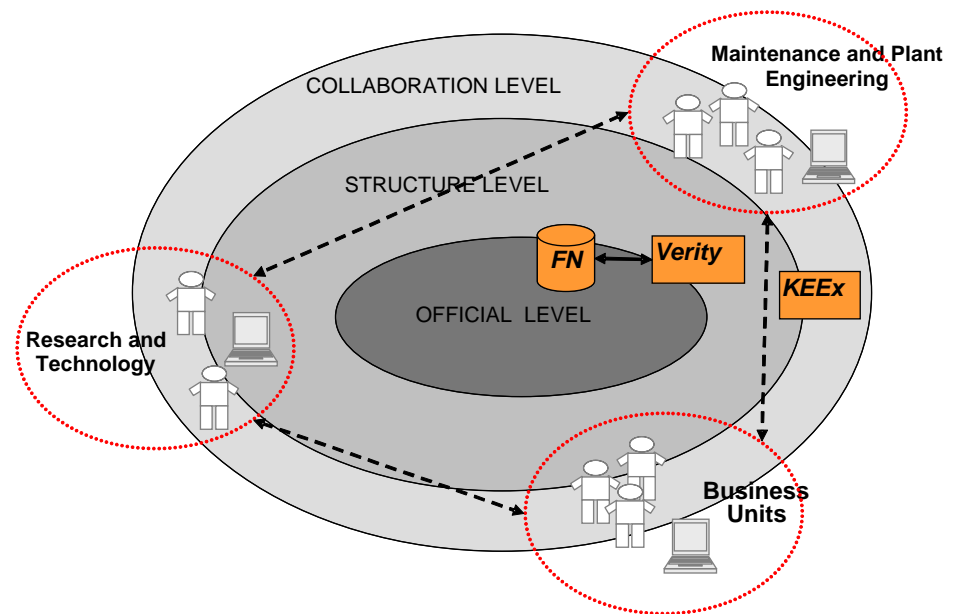 Maintenance and Plant
Engineering
COLLABORATION LEVEL
STRUCTURE LEVEL
FN
Verity
KEEx
OFFICIAL LEVEL
Research and
Technology
Business
Units